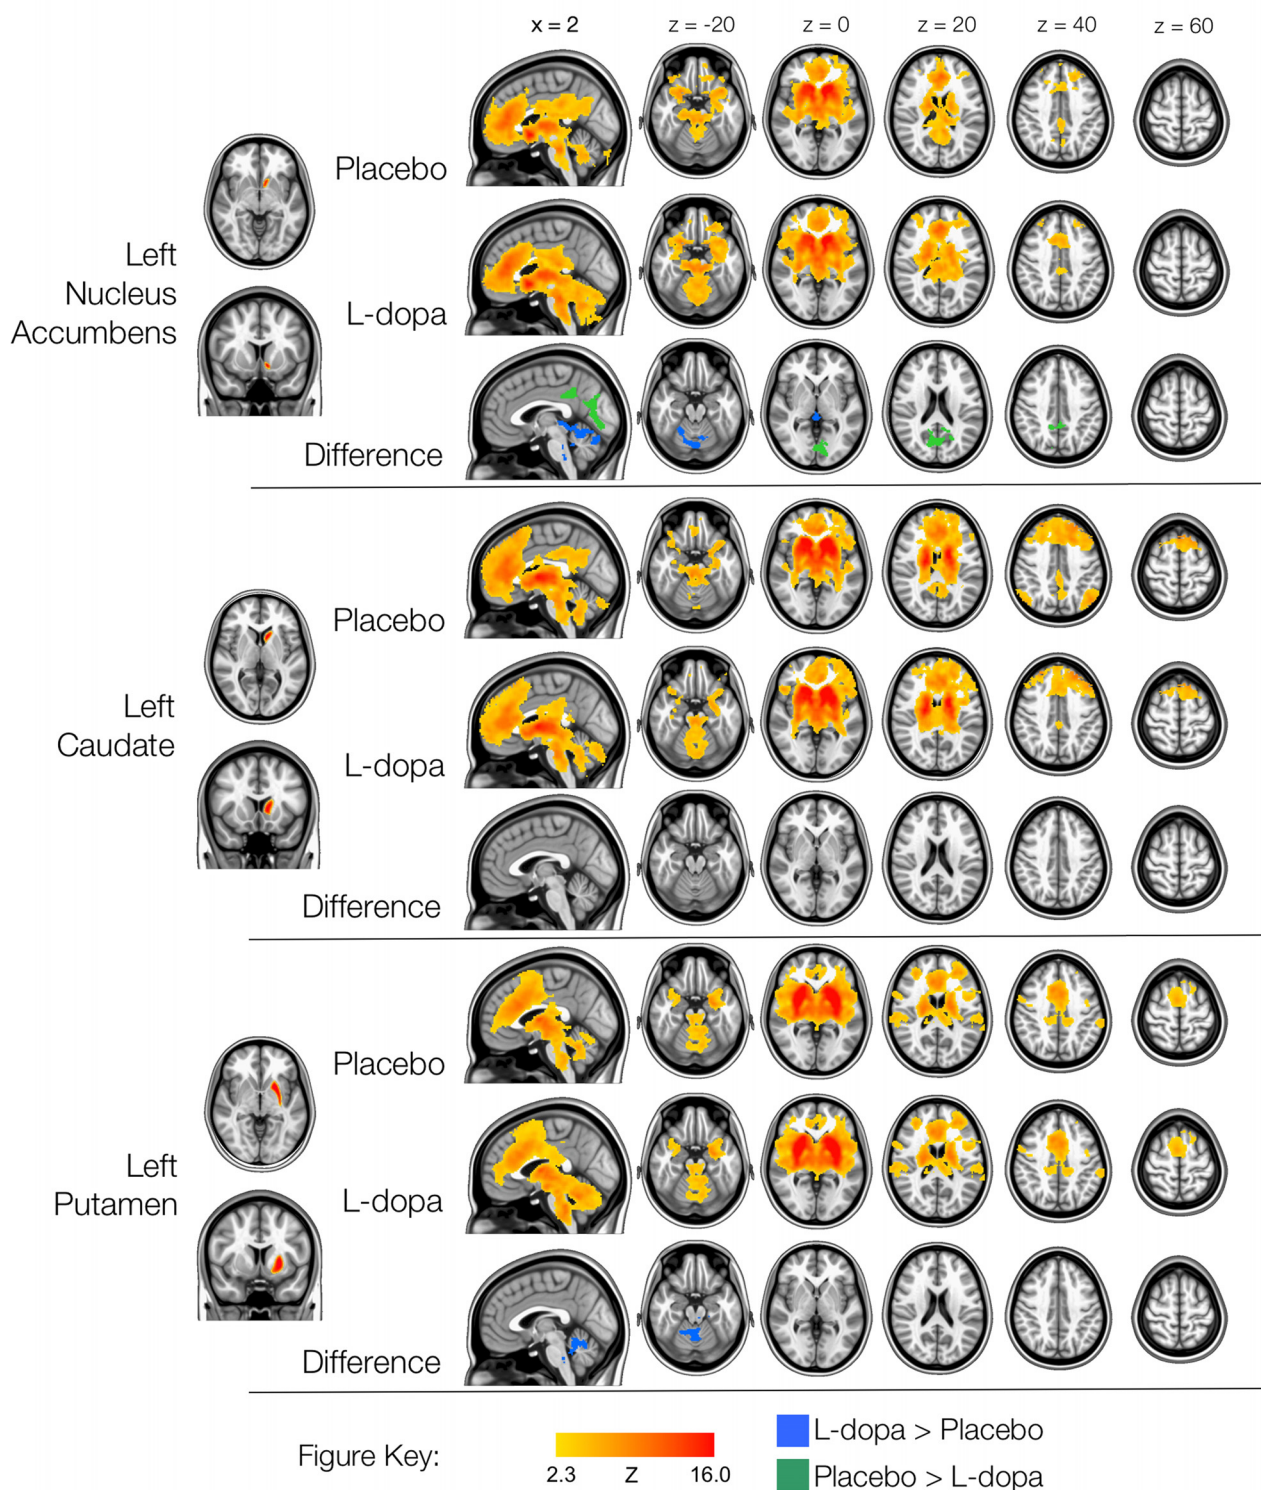 x = 2 z = -20 z = 0 z = 20 z = 40 z = 60
Placebo
Left
Nucleus
Accumbens
L-dopa
Difference
Placebo
Left
Caudate
L-dopa
Difference
Placebo
Left
Putamen
L-dopa
Difference
Figure Key:
2.3 Z 16.0
L-dopa > Placebo
Placebo > L-dopa